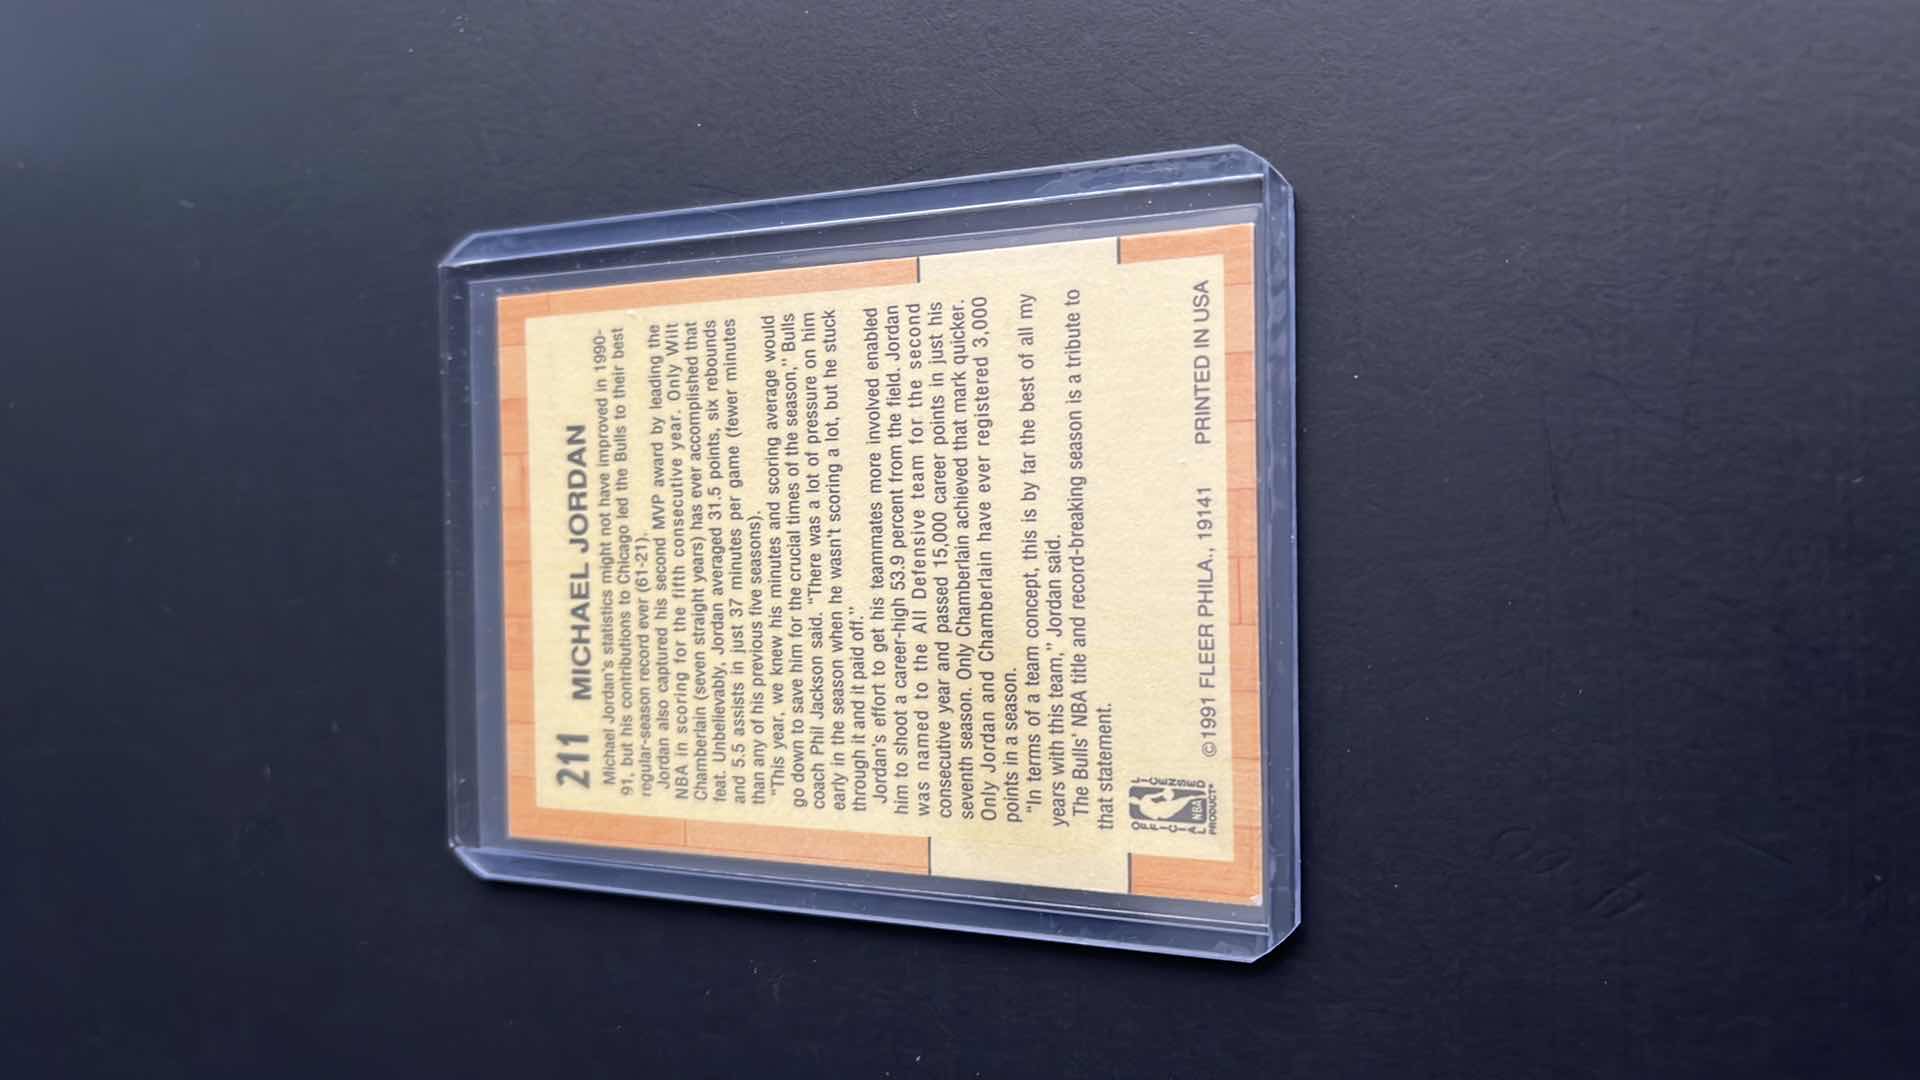 211 MICHAEL JORDAN
Michael Jordan's statistics might not have improved in 1990-
91, but his contributions to Chicago led the Bulls to their best
regular-season record ever (61-21).
Jordan also captured his second MVP award by leading the
NBA in scoring for the fifth consecutive year. Only Wilt
Chamberlain (seven straight years) has ever accomplished that
feat. Unbelievably, Jordan averaged 31.5 points, six rebounds
and 5.5 assists in just 37 minutes per game (fewer minutes
than any of his previous five seasons).
"This year, we knew his minutes and scoring average would
go down to save him for the crucial times of the season," Bulls
coach Phil Jackson said. "There was a lot of pressure on him
early in the season when he wasn't scoring a lot, but he stuck
through it and it paid off."
Jordan's effort to get his teammates more involved enabled
him to shoot a career-high 53.9 percent from the field. Jordan
was named to the All Defensive team for the second
consecutive year and passed 15,000 career points in just his
seventh season. Only Chamberlain achieved that mark quicker.
Only Jordan and Chamberlain have ever registered 3,000
points in a season.
"In terms of a team concept, this is by far the best of all my
years with this team," Jordan said.
The Bulls' NBA title and record-breaking season is a tribute to
that statement.
OFFICIAL LICENSED
NBA
PRODUCT®
©1991 FLEER PHILA., 19141 PRINTED IN USA